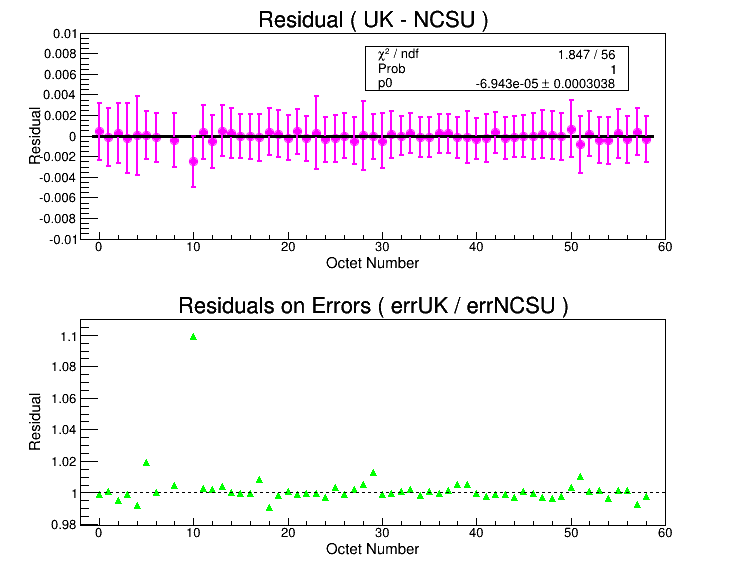 Residual ( UK - NCSU )
χ² / ndf 1.847 / 56
Prob 1
p0 -6.943e-05 ± 0.0003038
0.01
0.008
0.006
0.004
0.002
0
-0.002
-0.004
-0.006
-0.008
-0.01
Residual
0 10 20 30 40 50 60
Octet Number
Residuals on Errors ( errUK / errNCSU )
1.1
1.08
1.06
1.04
1.02
1
0.98
Residual
0 10 20 30 40 50 60
Octet Number